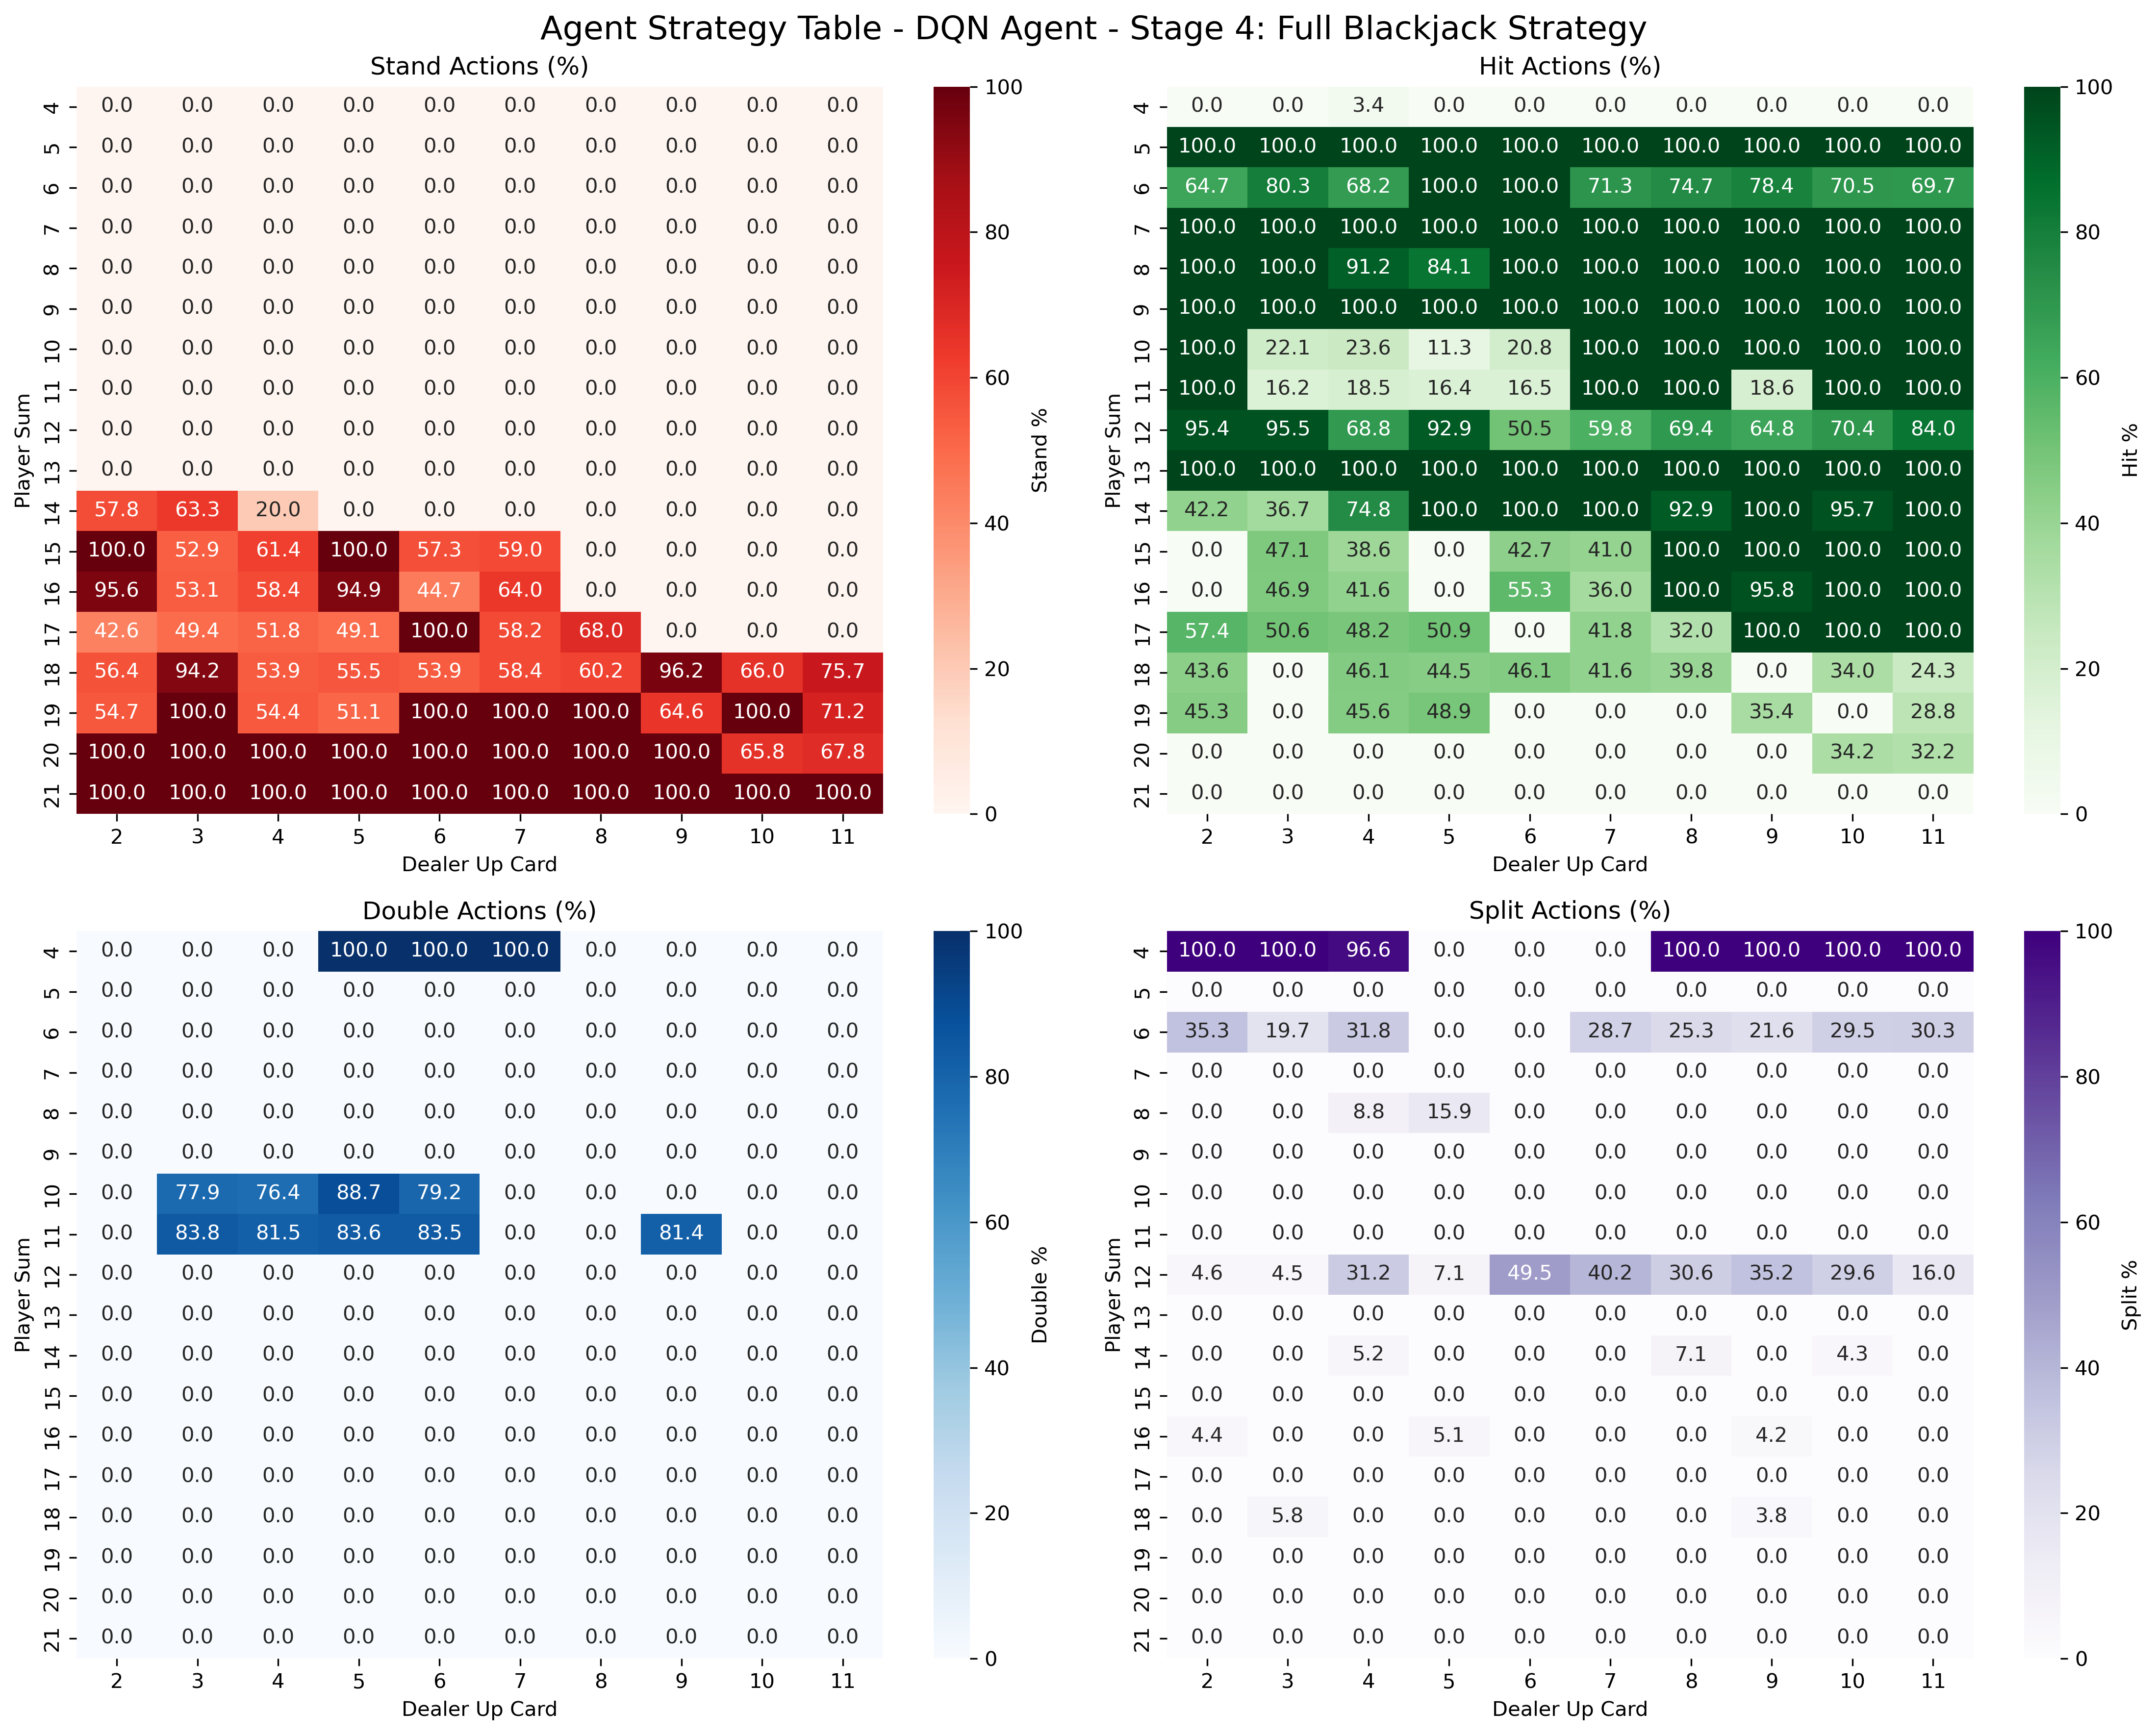 Agent Strategy Table - DQN Agent - Stage 4: Full Blackjack Strategy
Stand Actions (%)
4 0.0 0.0 0.0 0.0 0.0 0.0 0.0 0.0 0.0 0.0
5 0.0 0.0 0.0 0.0 0.0 0.0 0.0 0.0 0.0 0.0
6 0.0 0.0 0.0 0.0 0.0 0.0 0.0 0.0 0.0 0.0
7 0.0 0.0 0.0 0.0 0.0 0.0 0.0 0.0 0.0 0.0
8 0.0 0.0 0.0 0.0 0.0 0.0 0.0 0.0 0.0 0.0
9 0.0 0.0 0.0 0.0 0.0 0.0 0.0 0.0 0.0 0.0
10 0.0 0.0 0.0 0.0 0.0 0.0 0.0 0.0 0.0 0.0
11 0.0 0.0 0.0 0.0 0.0 0.0 0.0 0.0 0.0 0.0
12 0.0 0.0 0.0 0.0 0.0 0.0 0.0 0.0 0.0 0.0
13 0.0 0.0 0.0 0.0 0.0 0.0 0.0 0.0 0.0 0.0
14 57.8 63.3 20.0 0.0 0.0 0.0 0.0 0.0 0.0 0.0
15 100.0 52.9 61.4 100.0 57.3 59.0 0.0 0.0 0.0 0.0
16 95.6 53.1 58.4 94.9 44.7 64.0 0.0 0.0 0.0 0.0
17 42.6 49.4 51.8 49.1 100.0 58.2 68.0 0.0 0.0 0.0
18 56.4 94.2 53.9 55.5 53.9 58.4 60.2 96.2 66.0 75.7
19 54.7 100.0 54.4 51.1 100.0 100.0 100.0 64.6 100.0 71.2
20 100.0 100.0 100.0 100.0 100.0 100.0 100.0 100.0 65.8 67.8
21 100.0 100.0 100.0 100.0 100.0 100.0 100.0 100.0 100.0 100.0
2 3 4 5 6 7 8 9 10 11
Dealer Up Card
Player Sum
100
80
60
40
20
0
Stand %
Hit Actions (%)
4 0.0 0.0 3.4 0.0 0.0 0.0 0.0 0.0 0.0 0.0
5 100.0 100.0 100.0 100.0 100.0 100.0 100.0 100.0 100.0 100.0
6 64.7 80.3 68.2 100.0 100.0 71.3 74.7 78.4 70.5 69.7
7 100.0 100.0 100.0 100.0 100.0 100.0 100.0 100.0 100.0 100.0
8 100.0 100.0 91.2 84.1 100.0 100.0 100.0 100.0 100.0 100.0
9 100.0 100.0 100.0 100.0 100.0 100.0 100.0 100.0 100.0 100.0
10 100.0 22.1 23.6 11.3 20.8 100.0 100.0 100.0 100.0 100.0
11 100.0 16.2 18.5 16.4 16.5 100.0 100.0 18.6 100.0 100.0
12 95.4 95.5 68.8 92.9 50.5 59.8 69.4 64.8 70.4 84.0
13 100.0 100.0 100.0 100.0 100.0 100.0 100.0 100.0 100.0 100.0
14 42.2 36.7 74.8 100.0 100.0 100.0 92.9 100.0 95.7 100.0
15 0.0 47.1 38.6 0.0 42.7 41.0 100.0 100.0 100.0 100.0
16 0.0 46.9 41.6 0.0 55.3 36.0 100.0 95.8 100.0 100.0
17 57.4 50.6 48.2 50.9 0.0 41.8 32.0 100.0 100.0 100.0
18 43.6 0.0 46.1 44.5 46.1 41.6 39.8 0.0 34.0 24.3
19 45.3 0.0 45.6 48.9 0.0 0.0 0.0 35.4 0.0 28.8
20 0.0 0.0 0.0 0.0 0.0 0.0 0.0 0.0 34.2 32.2
21 0.0 0.0 0.0 0.0 0.0 0.0 0.0 0.0 0.0 0.0
2 3 4 5 6 7 8 9 10 11
Dealer Up Card
Player Sum
100
80
60
40
20
0
Hit %
Double Actions (%)
4 0.0 0.0 0.0 100.0 100.0 100.0 0.0 0.0 0.0 0.0
5 0.0 0.0 0.0 0.0 0.0 0.0 0.0 0.0 0.0 0.0
6 0.0 0.0 0.0 0.0 0.0 0.0 0.0 0.0 0.0 0.0
7 0.0 0.0 0.0 0.0 0.0 0.0 0.0 0.0 0.0 0.0
8 0.0 0.0 0.0 0.0 0.0 0.0 0.0 0.0 0.0 0.0
9 0.0 0.0 0.0 0.0 0.0 0.0 0.0 0.0 0.0 0.0
10 0.0 77.9 76.4 88.7 79.2 0.0 0.0 0.0 0.0 0.0
11 0.0 83.8 81.5 83.6 83.5 0.0 0.0 81.4 0.0 0.0
12 0.0 0.0 0.0 0.0 0.0 0.0 0.0 0.0 0.0 0.0
13 0.0 0.0 0.0 0.0 0.0 0.0 0.0 0.0 0.0 0.0
14 0.0 0.0 0.0 0.0 0.0 0.0 0.0 0.0 0.0 0.0
15 0.0 0.0 0.0 0.0 0.0 0.0 0.0 0.0 0.0 0.0
16 0.0 0.0 0.0 0.0 0.0 0.0 0.0 0.0 0.0 0.0
17 0.0 0.0 0.0 0.0 0.0 0.0 0.0 0.0 0.0 0.0
18 0.0 0.0 0.0 0.0 0.0 0.0 0.0 0.0 0.0 0.0
19 0.0 0.0 0.0 0.0 0.0 0.0 0.0 0.0 0.0 0.0
20 0.0 0.0 0.0 0.0 0.0 0.0 0.0 0.0 0.0 0.0
21 0.0 0.0 0.0 0.0 0.0 0.0 0.0 0.0 0.0 0.0
2 3 4 5 6 7 8 9 10 11
Dealer Up Card
Player Sum
100
80
60
40
20
0
Double %
Split Actions (%)
4 100.0 100.0 96.6 0.0 0.0 0.0 100.0 100.0 100.0 100.0
5 0.0 0.0 0.0 0.0 0.0 0.0 0.0 0.0 0.0 0.0
6 35.3 19.7 31.8 0.0 0.0 28.7 25.3 21.6 29.5 30.3
7 0.0 0.0 0.0 0.0 0.0 0.0 0.0 0.0 0.0 0.0
8 0.0 0.0 8.8 15.9 0.0 0.0 0.0 0.0 0.0 0.0
9 0.0 0.0 0.0 0.0 0.0 0.0 0.0 0.0 0.0 0.0
10 0.0 0.0 0.0 0.0 0.0 0.0 0.0 0.0 0.0 0.0
11 0.0 0.0 0.0 0.0 0.0 0.0 0.0 0.0 0.0 0.0
12 4.6 4.5 31.2 7.1 49.5 40.2 30.6 35.2 29.6 16.0
13 0.0 0.0 0.0 0.0 0.0 0.0 0.0 0.0 0.0 0.0
14 0.0 0.0 5.2 0.0 0.0 0.0 7.1 0.0 4.3 0.0
15 0.0 0.0 0.0 0.0 0.0 0.0 0.0 0.0 0.0 0.0
16 4.4 0.0 0.0 5.1 0.0 0.0 0.0 4.2 0.0 0.0
17 0.0 0.0 0.0 0.0 0.0 0.0 0.0 0.0 0.0 0.0
18 0.0 5.8 0.0 0.0 0.0 0.0 0.0 3.8 0.0 0.0
19 0.0 0.0 0.0 0.0 0.0 0.0 0.0 0.0 0.0 0.0
20 0.0 0.0 0.0 0.0 0.0 0.0 0.0 0.0 0.0 0.0
21 0.0 0.0 0.0 0.0 0.0 0.0 0.0 0.0 0.0 0.0
2 3 4 5 6 7 8 9 10 11
Dealer Up Card
Player Sum
100
80
60
40
20
0
Split %